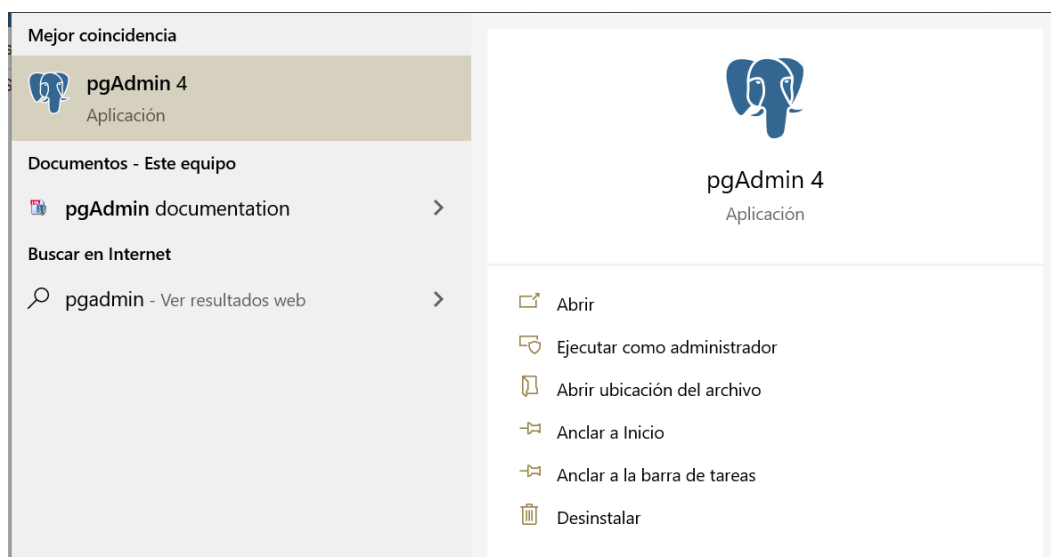 Mejor coincidencia
pgAdmin 4
Aplicación
Documentos - Este equipo
pgAdmin documentation
Buscar en Internet
pgadmin - Ver resultados web
pgAdmin 4
Aplicación
Abrir
Ejecutar como administrador
Abrir ubicación del archivo
Anclar a Inicio
Anclar a la barra de tareas
Desinstalar